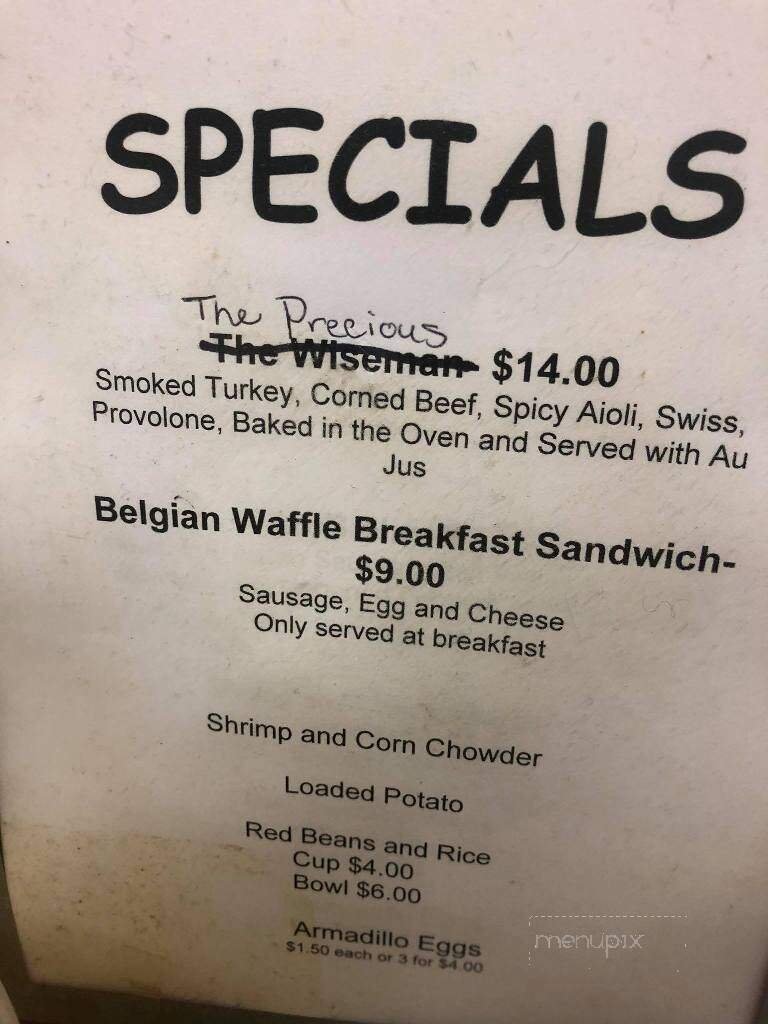 SPECIALS
The Precious
The Wiseman- $14.00
Smoked Turkey, Corned Beef, Spicy Aioli, Swiss,
Provolone, Baked in the Oven and Served with Au
Jus
Belgian Waffle Breakfast Sandwich-
$9.00
Sausage, Egg and Cheese
Only served at breakfast
Shrimp and Corn Chowder
Loaded Potato
Red Beans and Rice
Cup $4.00
Bowl $6.00
Armadillo Eggs
$1.50 each or 3 for $4.00
menupix